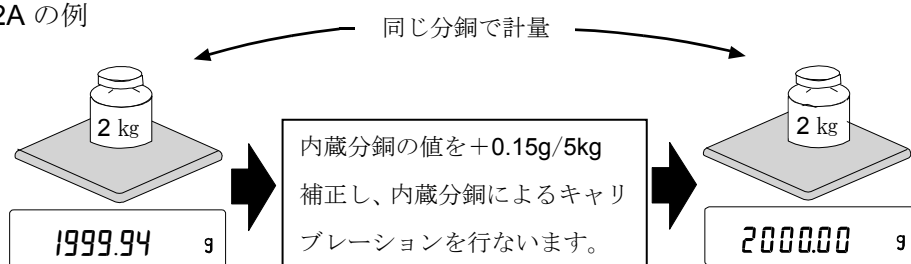 2A の例
同じ分銅で計量
2 kg
2 kg
内蔵分銅の値を＋0.15g/5kg
補正し、内蔵分銅によるキャリ
ブレーションを行ないます。
1999.94 g
2000.00 g